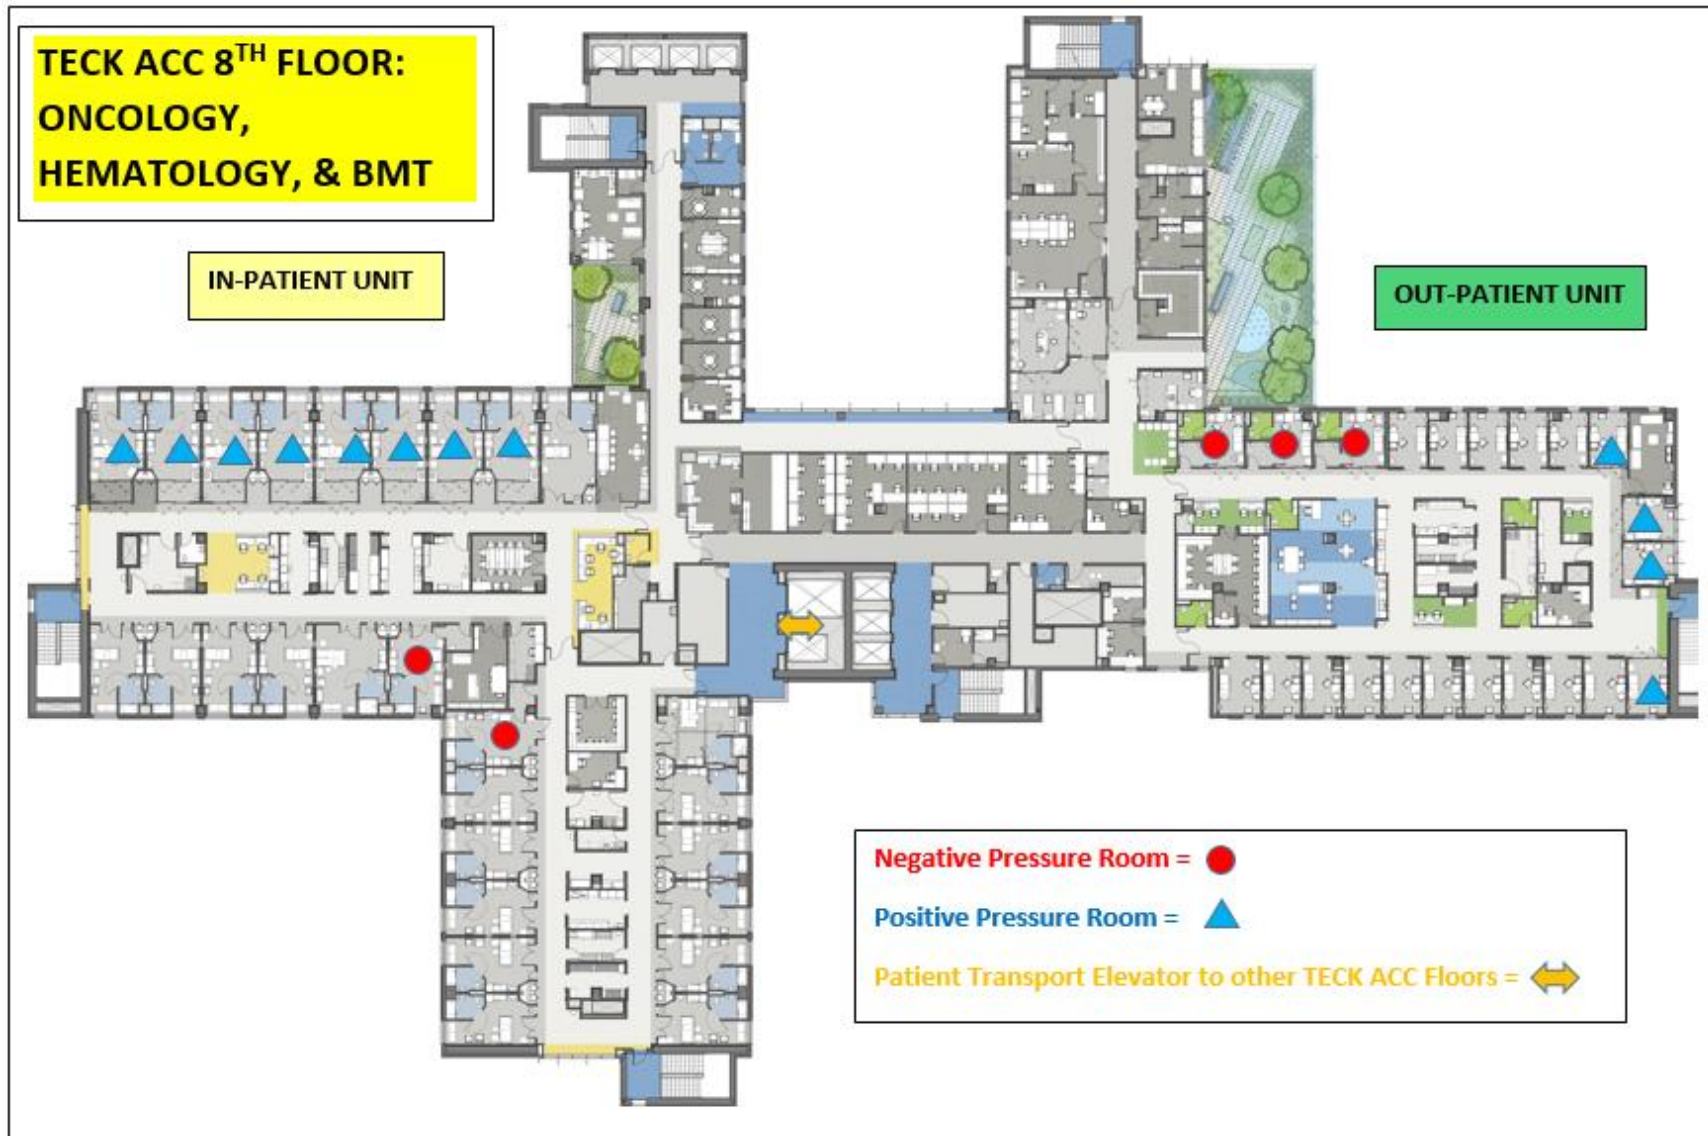 TECK ACC 8TH FLOOR:
ONCOLOGY,
HEMATOLOGY, & BMT
IN-PATIENT UNIT
OUT-PATIENT UNIT
Negative Pressure Room =
Positive Pressure Room =
Patient Transport Elevator to other TECK ACC Floors =